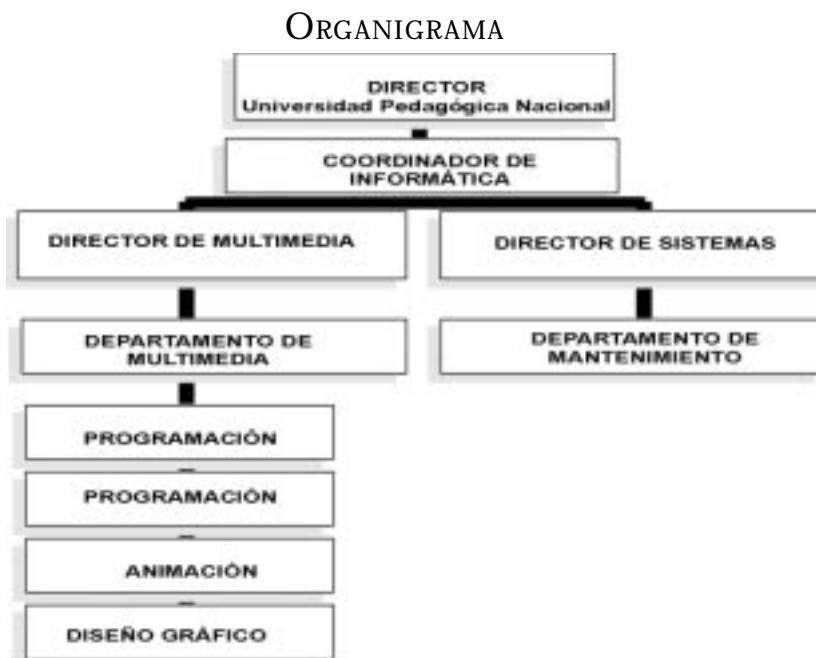 ORGANIGRAMA
DIRECTOR
Universidad Pedagógica Nacional
COORDINADOR DE
INFORMÁTICA
DIRECTOR DE MULTIMEDIA
DIRECTOR DE SISTEMAS
DEPARTAMENTO DE
MULTIMEDIA
DEPARTAMENTO DE
MANTENIMIENTO
PROGRAMACIÓN
PROGRAMACIÓN
ANIMACIÓN
DISEÑO GRÁFICO